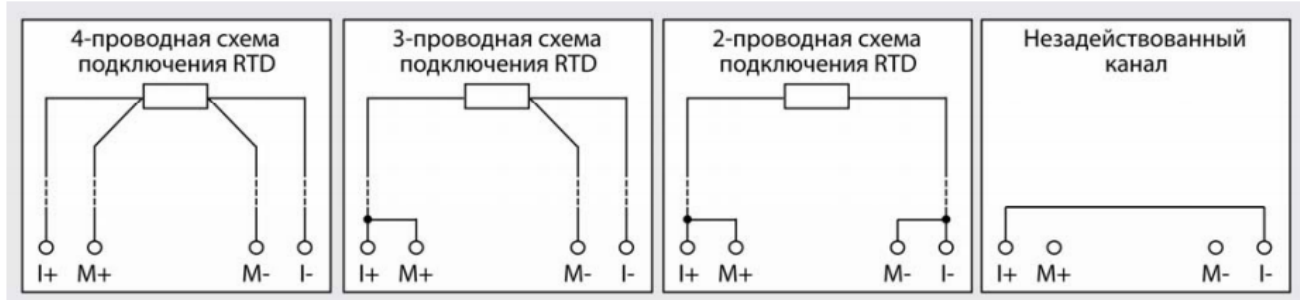 4-проводная схема
подключения RTD
I+ M+ M- I-
3-проводная схема
подключения RTD
I+ M+ M- I-
2-проводная схема
подключения RTD
I+ M+ M- I-
Незадействованный
канал
I+ M+ M- I-